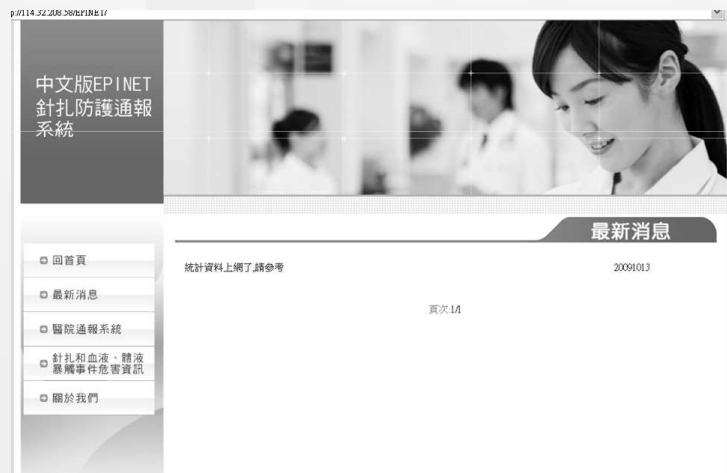 p://114.32.208.58/EPINET/
中文版EPINET
針扎防護通報
系統
最新消息
回首頁
最新消息
醫院通報系統
針扎和血液、體液
暴觸事件危害資訊
關於我們
統計資料上網了,請參考 20091013
頁次:1/1